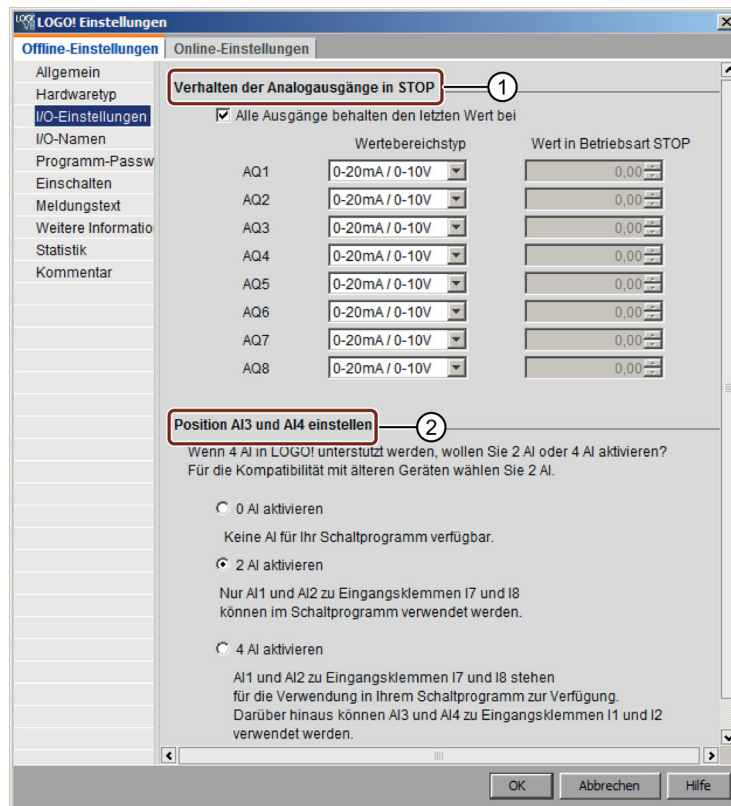 LOGO! Einstellungen
Offline-Einstellungen
Online-Einstellungen
Allgemein
Hardwaretyp
I/O-Einstellungen
I/O-Namen
Programm-Passw
Einschalten
Meldungstext
Weitere Informatio
Statistik
Kommentar
Verhalten der Analogausgänge in STOP
1
Alle Ausgänge behalten den letzten Wert bei
Wertebereichstyp Wert in Betriebsart STOP
AQ1 0-20mA / 0-10V 0,00
AQ2 0-20mA / 0-10V 0,00
AQ3 0-20mA / 0-10V 0,00
AQ4 0-20mA / 0-10V 0,00
AQ5 0-20mA / 0-10V 0,00
AQ6 0-20mA / 0-10V 0,00
AQ7 0-20mA / 0-10V 0,00
AQ8 0-20mA / 0-10V 0,00
Position AI3 und AI4 einstellen
2
Wenn 4 AI in LOGO! unterstützt werden, wollen Sie 2 AI oder 4 AI aktivieren?
Für die Kompatibilität mit älteren Geräten wählen Sie 2 AI.
0 AI aktivieren
Keine AI für Ihr Schaltprogramm verfügbar.
2 AI aktivieren
Nur AI1 und AI2 zu Eingangsklemmen I7 und I8
können im Schaltprogramm verwendet werden.
4 AI aktivieren
AI1 und AI2 zu Eingangsklemmen I7 und I8 stehen
für die Verwendung in Ihrem Schaltprogramm zur Verfügung.
Darüber hinaus können AI3 und AI4 zu Eingangsklemmen I1 und I2
verwendet werden.
OK Abbrechen Hilfe